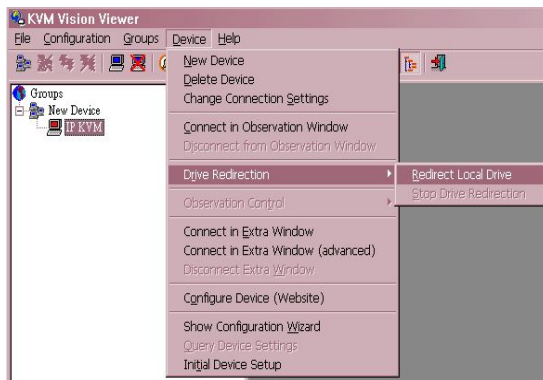 KVM Vision Viewer
File Configuration Groups Device Help
Groups
New Device
IP KVM
New Device
Delete Device
Change Connection Settings
Connect in Observation Window
Disconnect from Observation Window
Drive Redirection
Redirect Local Drive
Stop Drive Redirection
Observation Control
Connect in Extra Window
Connect in Extra Window (advanced)
Disconnect Extra Window
Configure Device (Website)
Show Configuration Wizard
Query Device Settings
Initial Device Setup